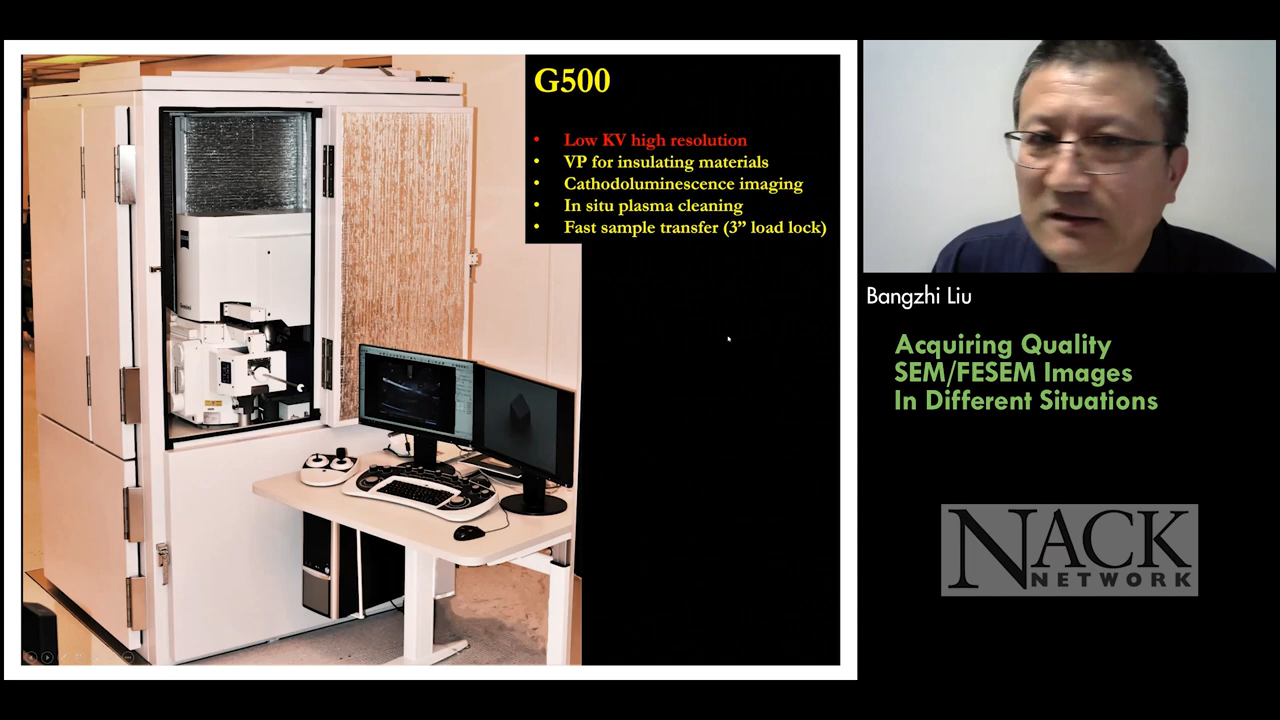 G500
• Low KV high resolution
• VP for insulating materials
• Cathodoluminescence imaging
• In situ plasma cleaning
• Fast sample transfer (3” load lock)
Bangzhi Liu
Acquiring Quality
SEM/FESEM Images
In Different Situations
NACK
NETWORK